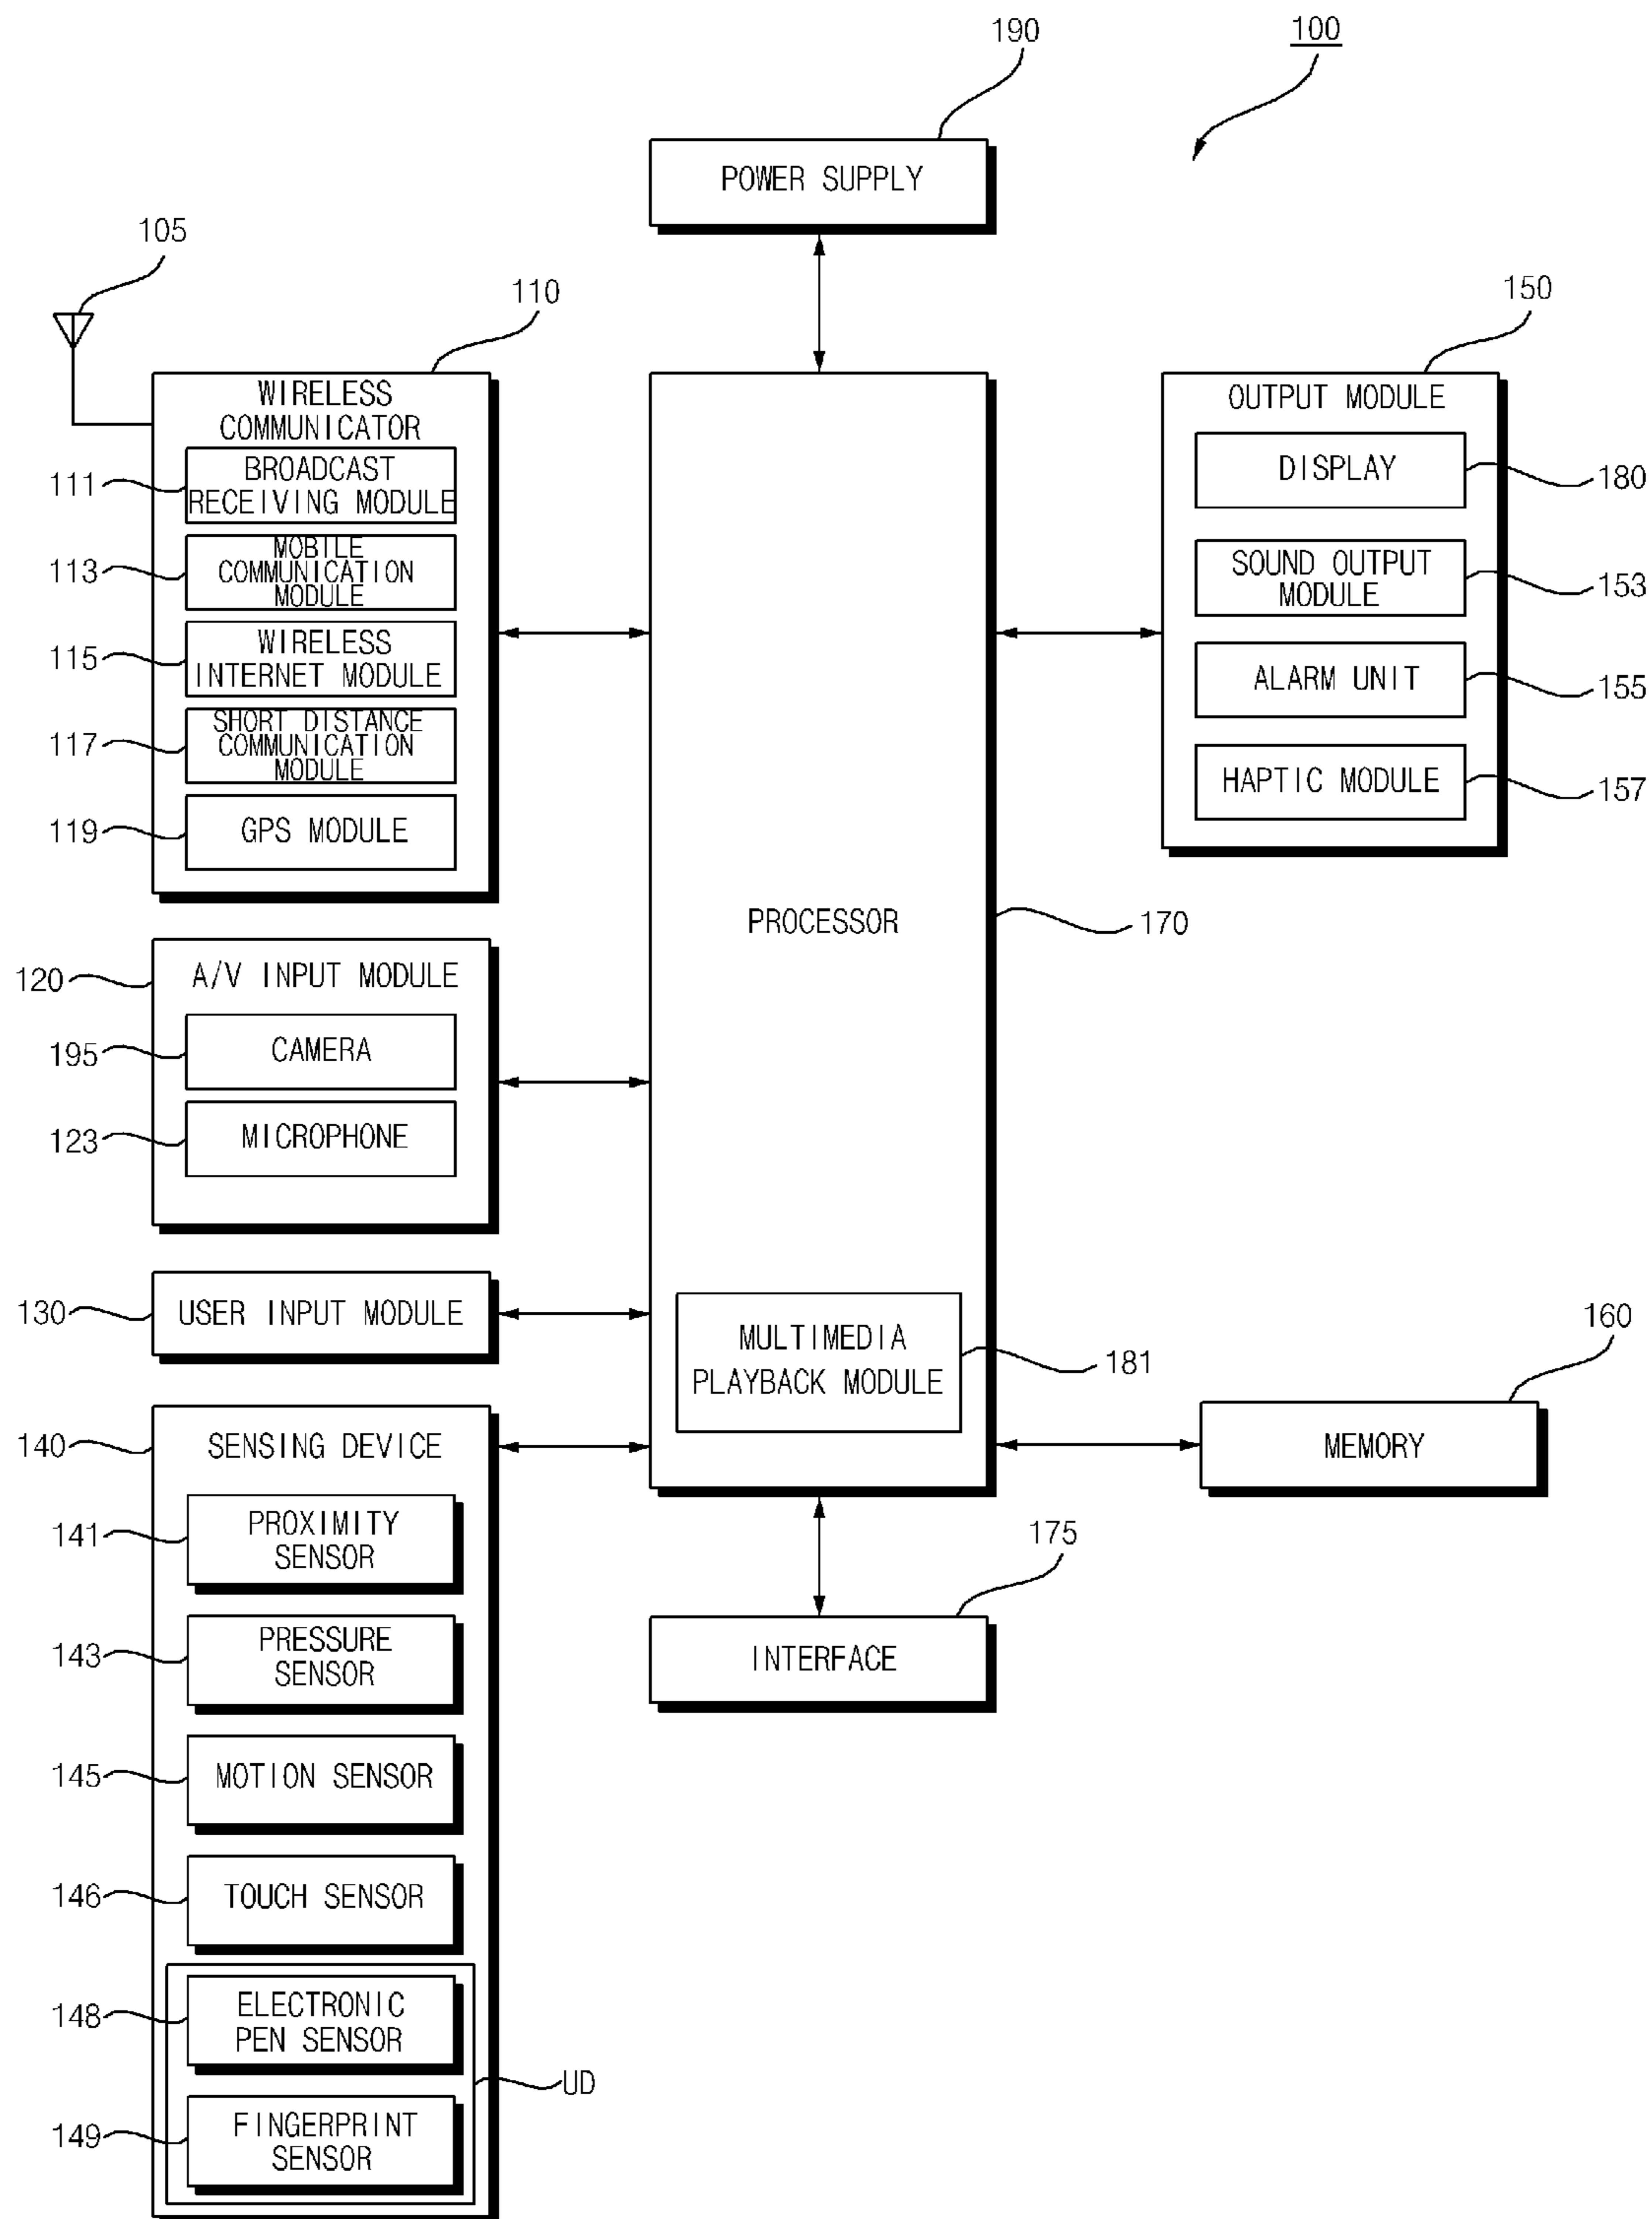 190
100
POWER SUPPLY
105
110
150
WIRELESS
COMMUNICATOR
111
BROADCAST
RECEIVING MODULE
113
MOBILE
COMMUNICATION
MODULE
115
WIRELESS
INTERNET MODULE
117
SHORT DISTANCE
COMMUNICATION
MODULE
119
GPS MODULE
OUTPUT MODULE
DISPLAY
180
SOUND OUTPUT
MODULE
153
ALARM UNIT
155
HAPTIC MODULE
157
PROCESSOR
170
120
A/V INPUT MODULE
195
CAMERA
123
MICROPHONE
130
USER INPUT MODULE
MULTIMEDIA
PLAYBACK MODULE
181
160
MEMORY
140
SENSING DEVICE
141
PROXIMITY
SENSOR
143
PRESSURE
SENSOR
145
MOTION SENSOR
146
TOUCH SENSOR
148
ELECTRONIC
PEN SENSOR
UD
149
FINGERPRINT
SENSOR
175
INTERFACE